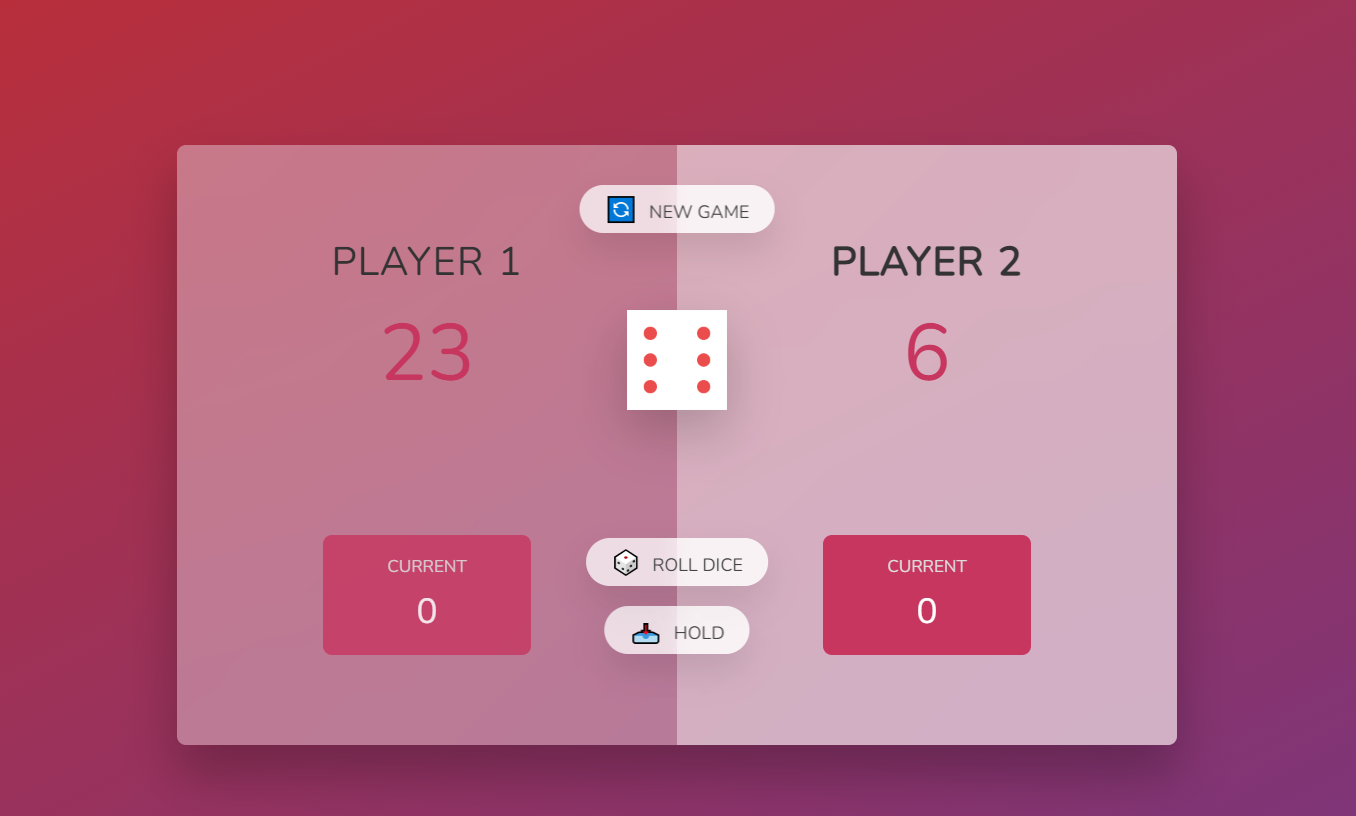 NEW GAME
PLAYER 1
23
PLAYER 2
6
CURRENT
0
ROLL DICE
HOLD
CURRENT
0